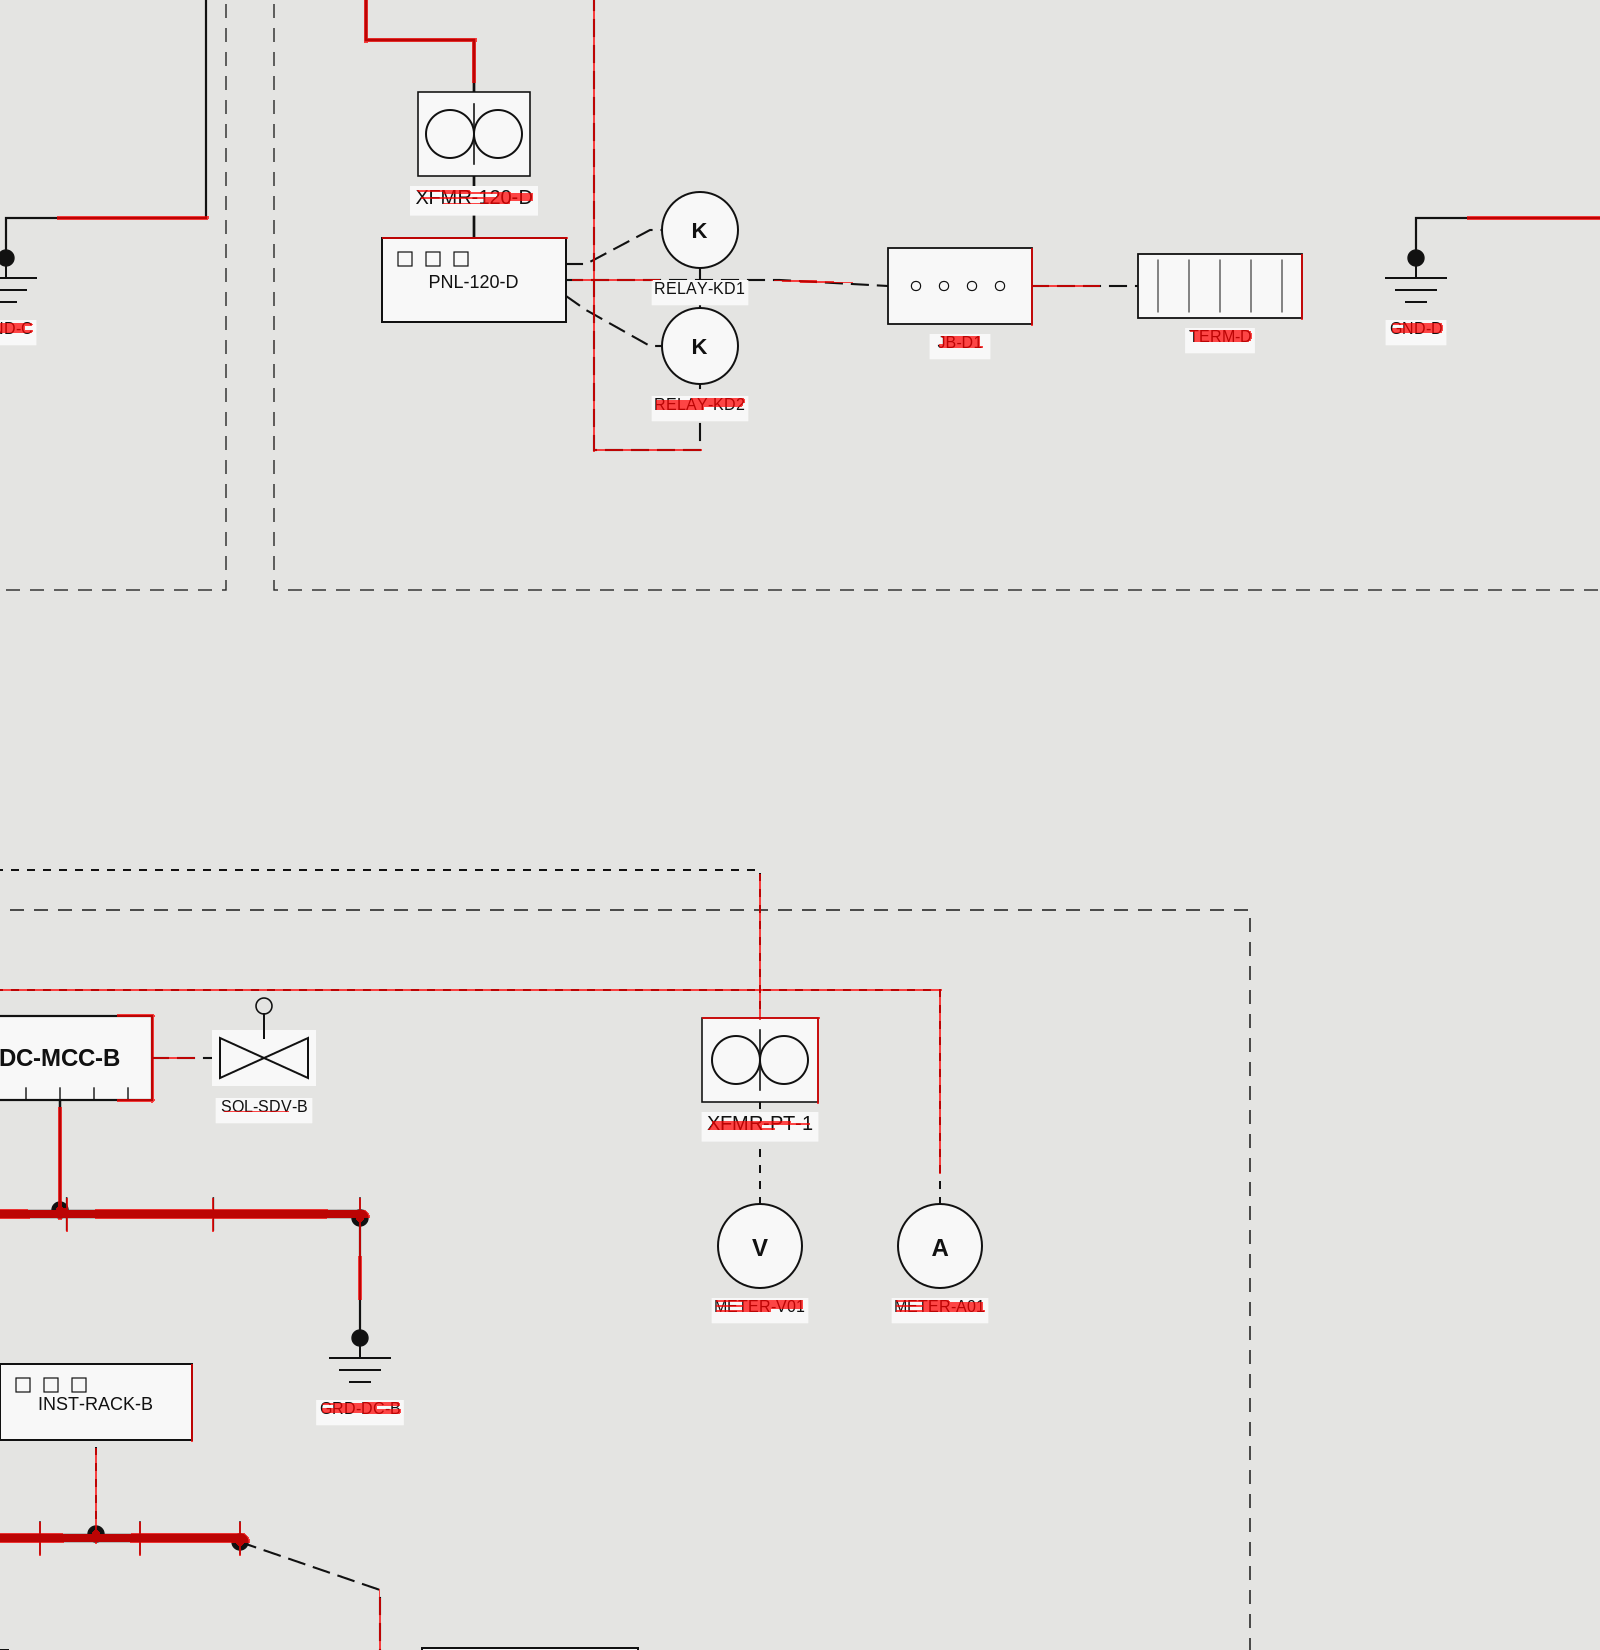 XFMR-120-D
K
PNL-120-D
RELAY-KD1
K
JB-D1
TERM-D
GND-D
RELAY-KD2
DC-MCC-B
SOL-SDV-B
XFMR-PT-1
V
A
METER-V01
METER-A01
INST-RACK-B
GRD-DC-B